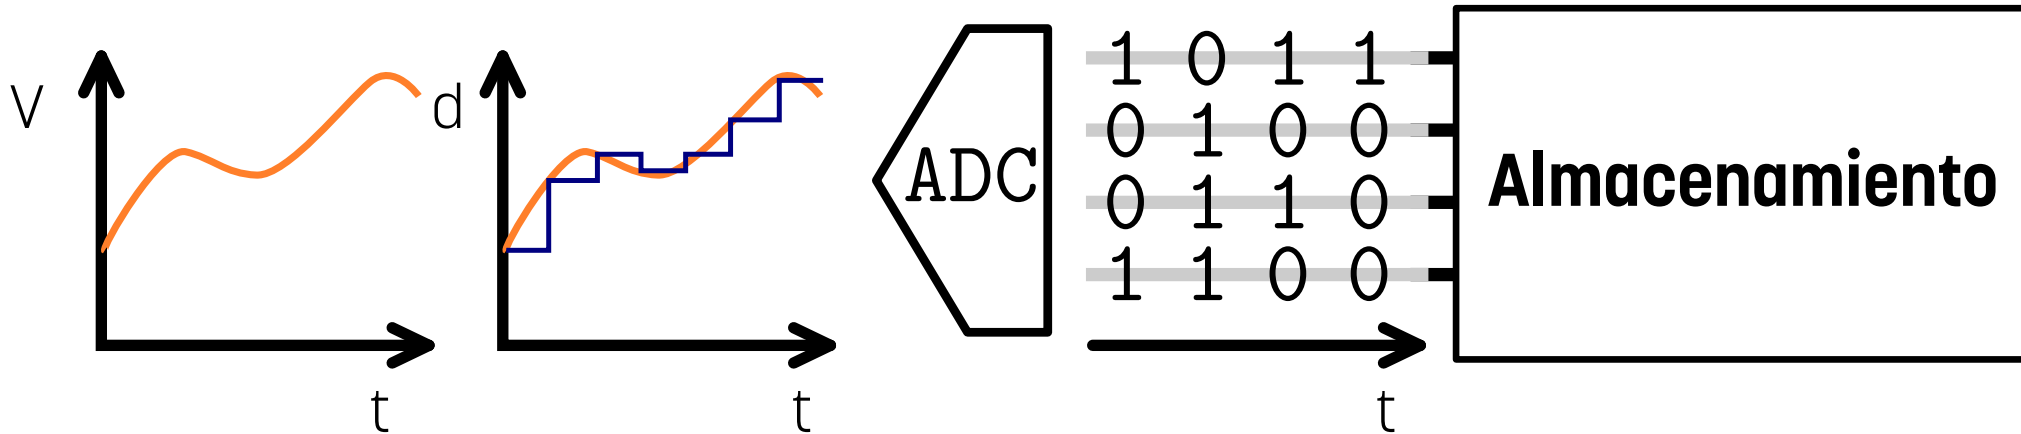 V
t
d
t
ADC
1 0 1 1
0 1 0 0
0 1 1 0
1 1 0 0
t
Almacenamiento